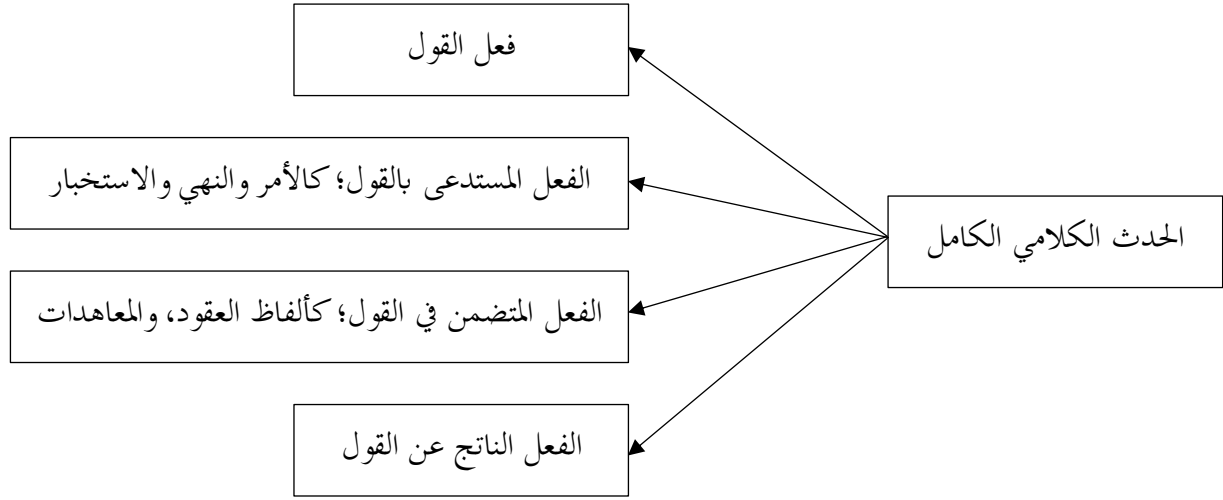 الحدث الكلامي الكامل
فعل القول
الفعل المستدعى بالقول؛ كالأمر والنهي والاستخبار
الفعل المتضمن في القول؛ كألفاظ العقود، والمعاهدات
الفعل الناتج عن القول